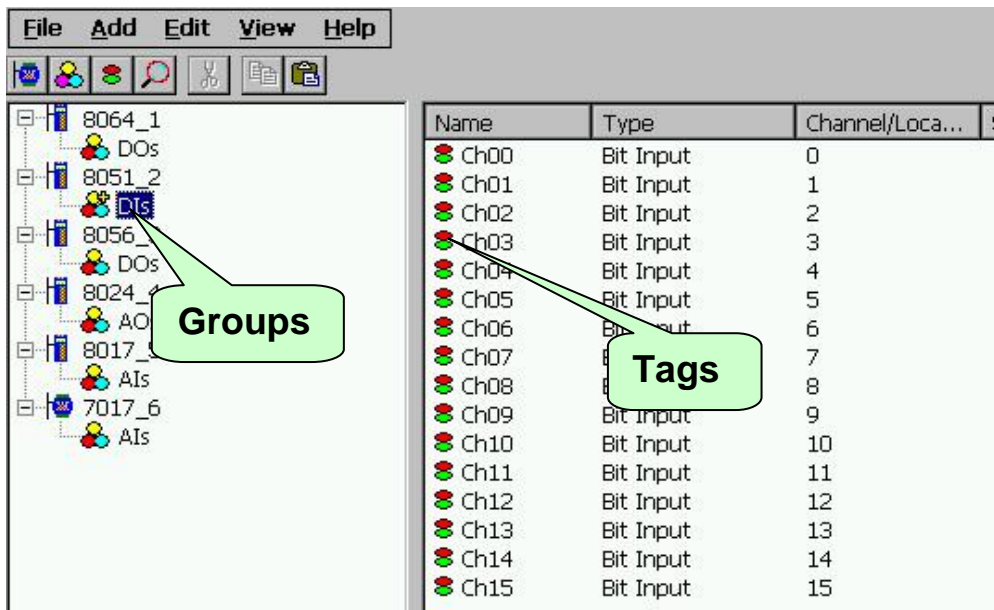 File Add Edit View Help
8064_1
DOs
8051_2
DIs
8056_
DOs
8024_4
AO
8017_5
AIs
7017_6
AIs
Groups
Name Type Channel/Loca...
Ch00 Bit Input 0
Ch01 Bit Input 1
Ch02 Bit Input 2
Ch03 Bit Input 3
Ch04 Bit Input 4
Ch05 Bit Input 5
Ch06 Input 6
Ch07 7
Ch08 8
Ch09 Bit Input 9
Ch10 Bit Input 10
Ch11 Bit Input 11
Ch12 Bit Input 12
Ch13 Bit Input 13
Ch14 Bit Input 14
Ch15 Bit Input 15
Tags